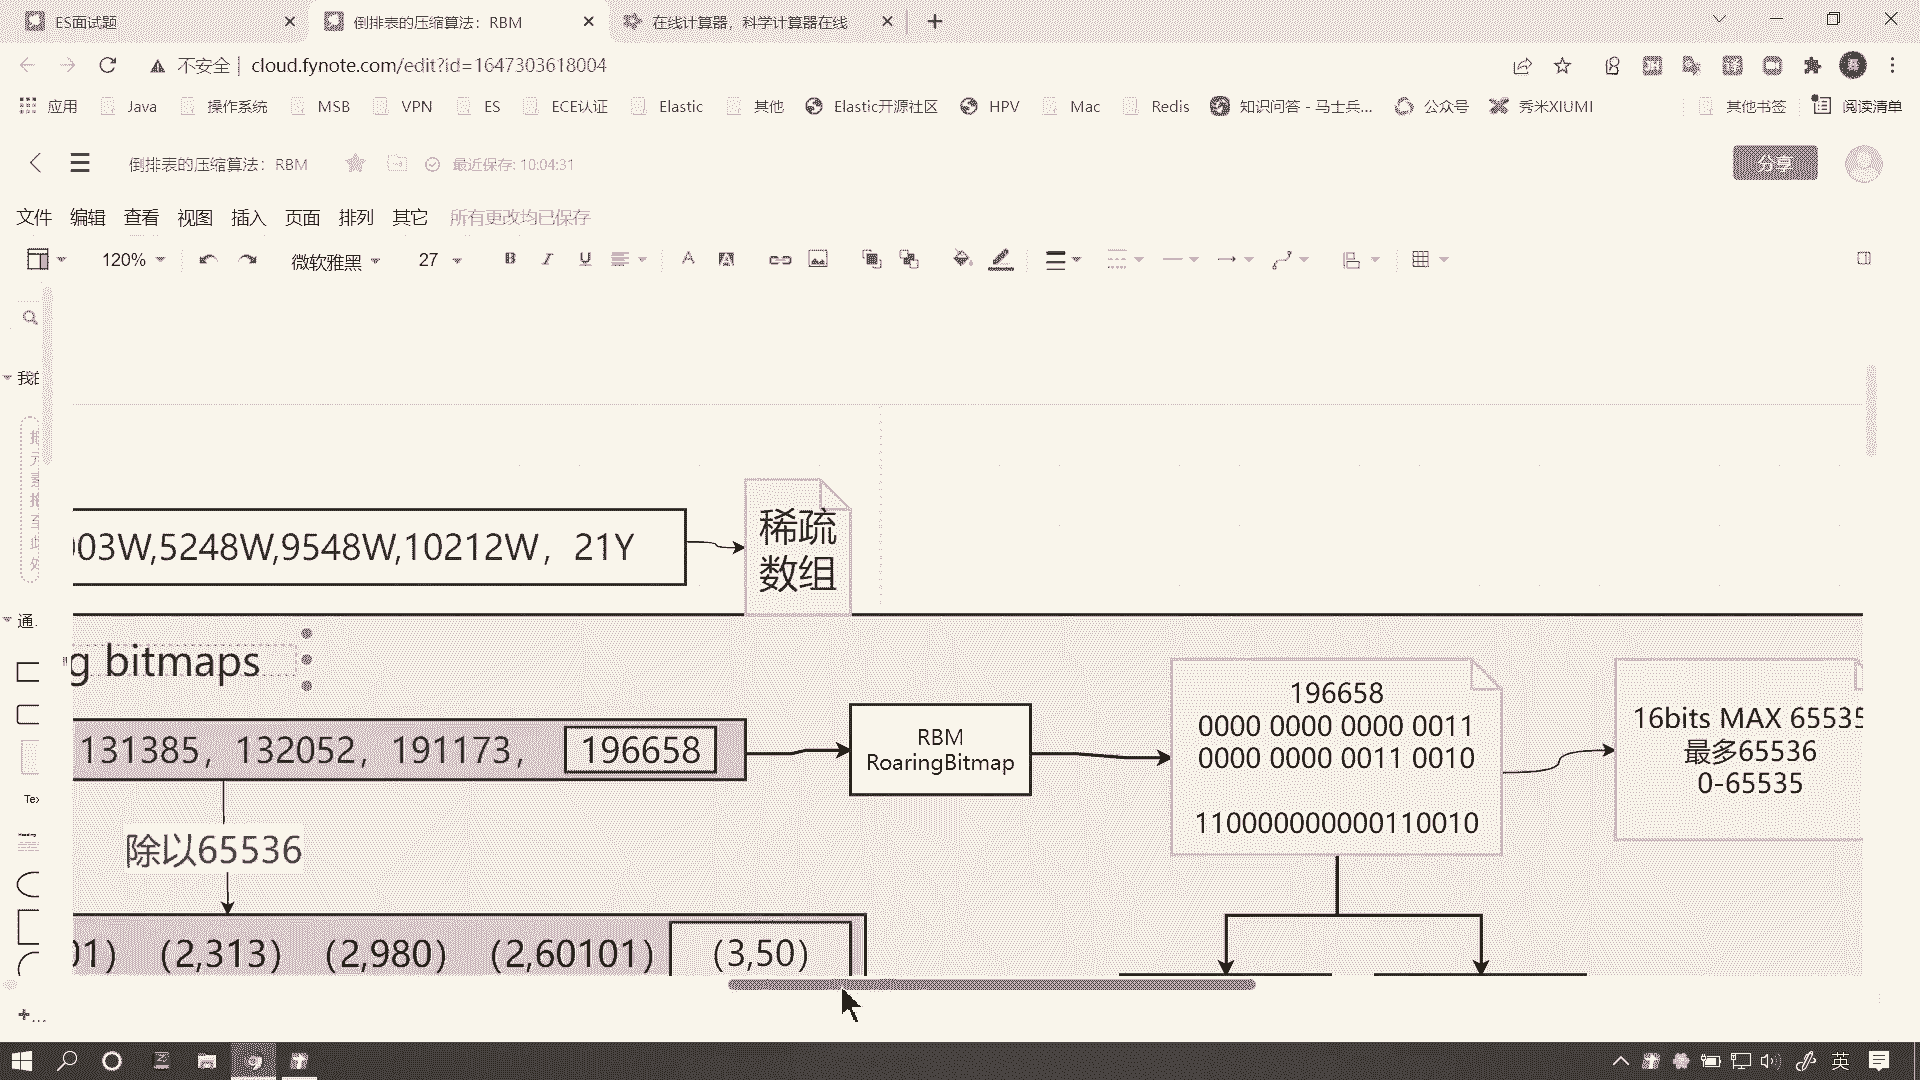 ES面试题
倒排表的压缩算法：RBM
在线计算器，科学计算器在线
不安全
cloud.fynote.com/edit?id=1647303618004
应用
Java
操作系统
MSB
VPN
ES
ECE认证
Elastic
其他
Elastic开源社区
HPV
Mac
Redis
知识问答 - 马士兵...
公众号
秀米XIUMI
其他书签
阅读清单
倒排表的压缩算法：RBM
最近保存: 10:04:31
分享
文件 编辑 查看 视图 插入 页面 排列 其它 所有更改均已保存
120%
微软雅黑
27
03W,5248W,9548W,10212W，21Y
稀疏
数组
g bitmaps
131385，132052，191173，
196658
RBM
RoaringBitmap
196658
0000 0000 0000 0011
0000 0000 0011 0010
110000000000110010
16bits MAX 65535
最多65536
0-65535
除以65536
01） （2,313） （2,980） （2,60101）
（3,50）
通.
英